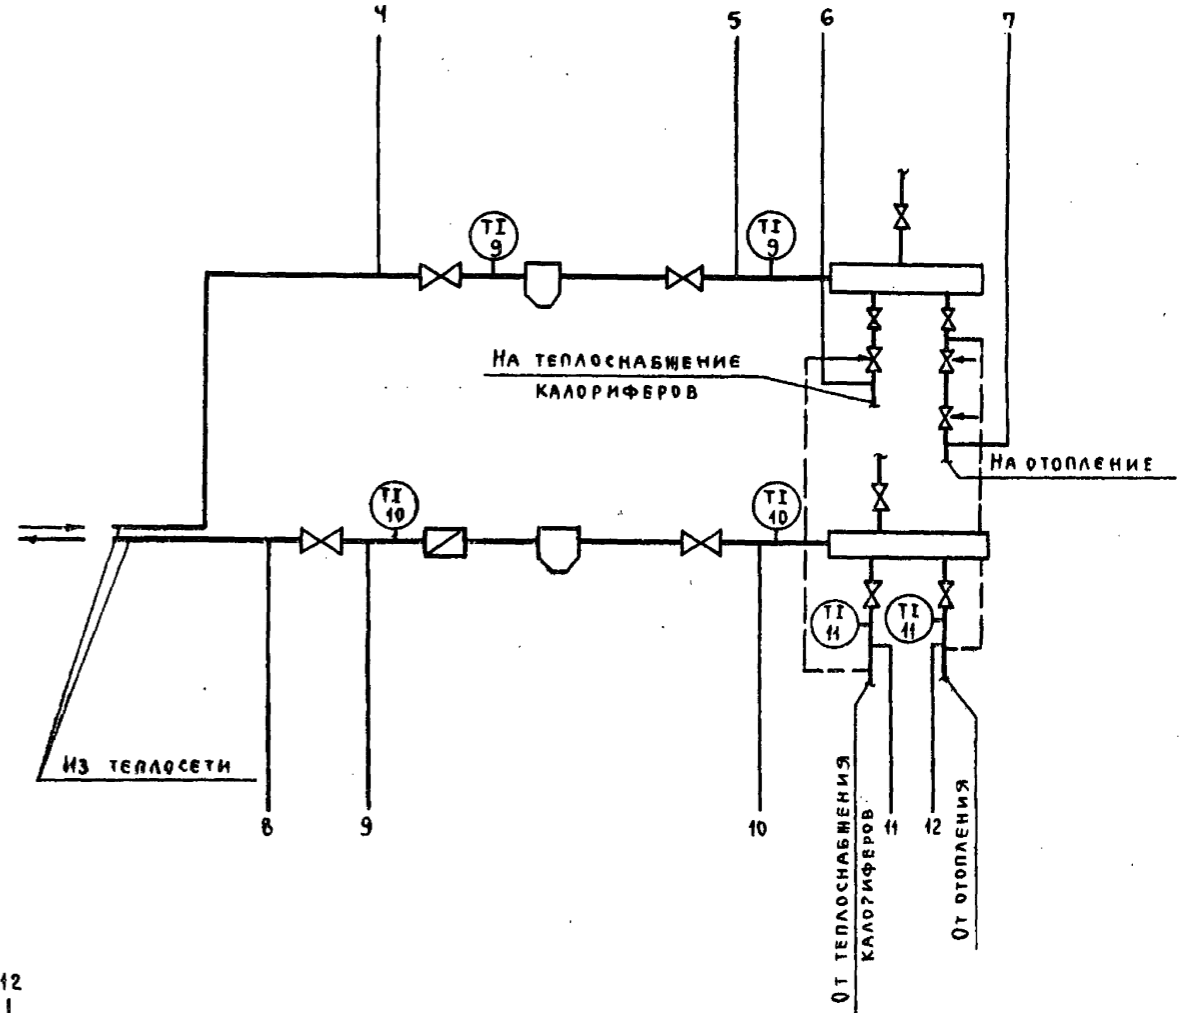 4 5 6 7
TI
9
TI
9
НА ТЕПЛОСНАБЖЕНИЕ
КАЛОРИФЕРОВ
НА ОТОПЛЕНИЕ
TI
10
TI
10
TI
11
TI
11
ИЗ ТЕПЛОСЕТИ
8 9 10 11 12
ОТ ТЕПЛОСНАБЖЕНИЯ
КАЛОРИФЕРОВ
ОТ ОТОПЛЕНИЯ
12